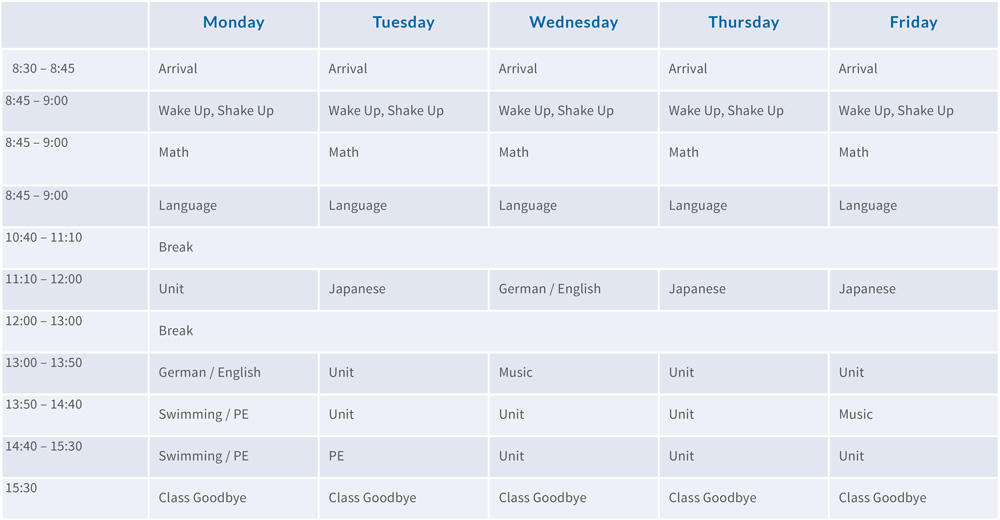 Monday Tuesday Wednesday Thursday Friday
8:30 – 8:45 Arrival Arrival Arrival Arrival Arrival
8:45 – 9:00 Wake Up, Shake Up Wake Up, Shake Up Wake Up, Shake Up Wake Up, Shake Up Wake Up, Shake Up
8:45 – 9:00 Math Math Math Math Math
8:45 – 9:00 Language Language Language Language Language
10:40 – 11:10 Break
11:10 – 12:00 Unit Japanese German / English Japanese Japanese
12:00 – 13:00 Break
13:00 – 13:50 German / English Unit Music Unit Unit
13:50 – 14:40 Swimming / PE Unit Unit Unit Music
14:40 – 15:30 Swimming / PE PE Unit Unit Unit
15:30 Class Goodbye Class Goodbye Class Goodbye Class Goodbye Class Goodbye